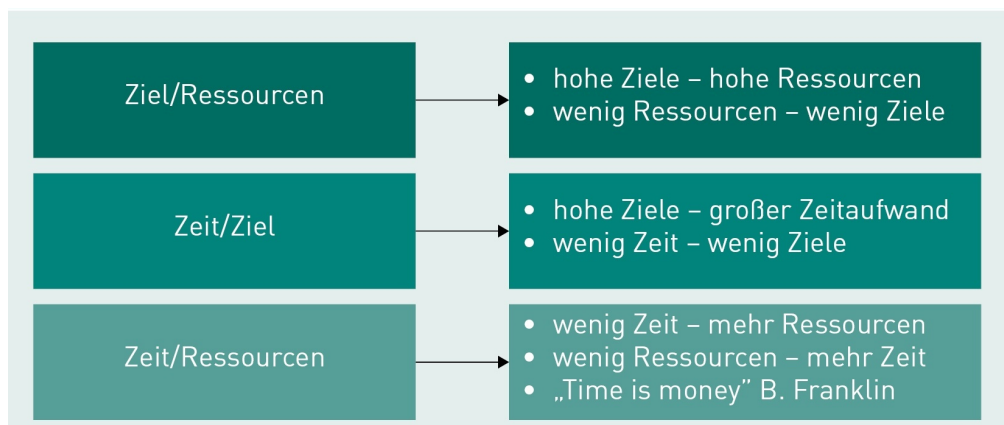 Ziel/Ressourcen
• hohe Ziele – hohe Ressourcen
• wenig Ressourcen – wenig Ziele
Zeit/Ziel
• hohe Ziele – großer Zeitaufwand
• wenig Zeit – wenig Ziele
Zeit/Ressourcen
• wenig Zeit – mehr Ressourcen
• wenig Ressourcen – mehr Zeit
• „Time is money” B. Franklin